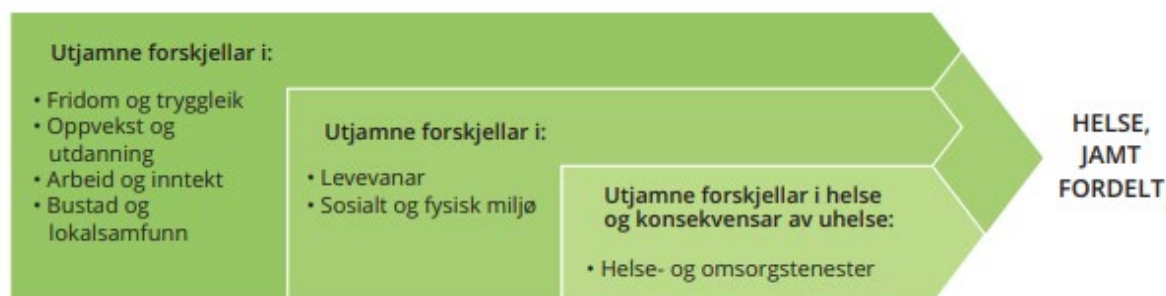 Utjamne forskjellar i:
• Fridom og tryggleik
• Oppvekst og
utdanning
• Arbeid og inntekt
• Bustad og
lokalsamfunn
Utjamne forskjellar i:
• Levevanar
• Sosialt og fysisk miljø
Utjamne forskjellar i helse
og konsekvensar av uhelse:
• Helse- og omsorgstenester
HELSE,
JAMT
FORDELT